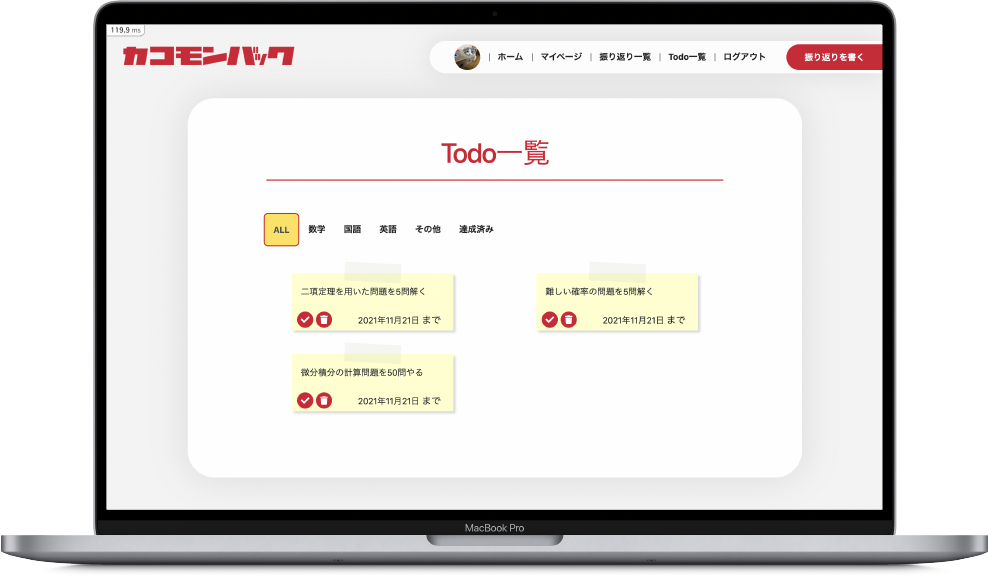 119.9 ms
カコモンバック
| ホーム | マイページ | 振り返り一覧 | Todo一覧 | ログアウト
振り返りを書く
Todo一覧
ALL 数学 国語 英語 その他 達成済み
二項定理を用いた問題を5問解く
2021年11月21日 まで
難しい確率の問題を5問解く
2021年11月21日 まで
微分積分の計算問題を50問やる
2021年11月21日 まで
MacBook Pro